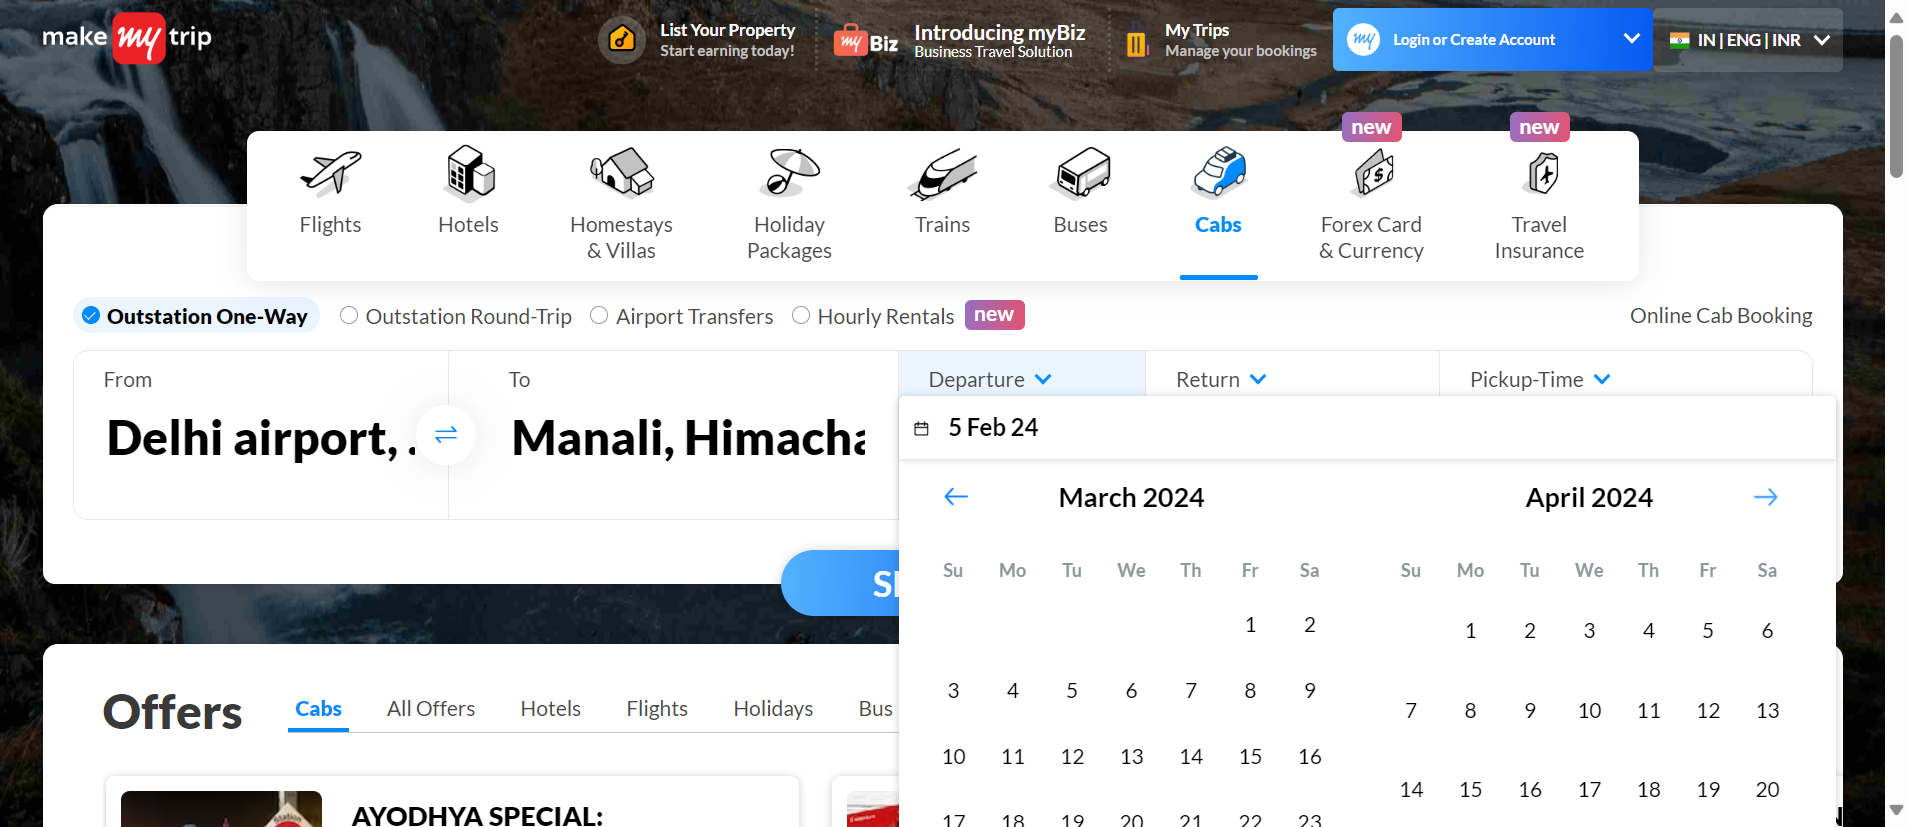 make my trip
List Your Property
Start earning today!
my Biz
Introducing myBiz
Business Travel Solution
My Trips
Manage your bookings
my Login or Create Account
IN | ENG | INR
new
new
Flights
Hotels
Homestays
& Villas
Holiday
Packages
Trains
Buses
Cabs
Forex Card
& Currency
Travel
Insurance
Outstation One-Way
Outstation Round-Trip
Airport Transfers
Hourly Rentals
new
Online Cab Booking
From
To
Departure
Return
Pickup-Time
Delhi airport, .
Manali, Himacha
5 Feb 24
March 2024
April 2024
Su Mo Tu We Th Fr Sa
Su Mo Tu We Th Fr Sa
1 2
1 2 3 4 5 6
3 4 5 6 7 8 9
7 8 9 10 11 12 13
10 11 12 13 14 15 16
14 15 16 17 18 19 20
17 18 19 20 21 22 23
Offers
Cabs
All Offers
Hotels
Flights
Holidays
Bus
AYODHYA SPECIAL: